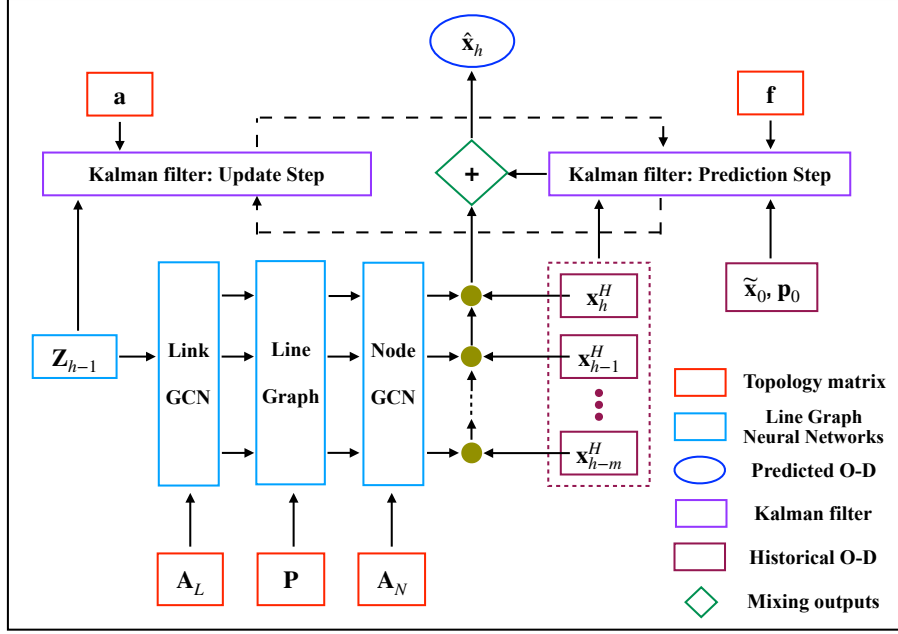 x̂_h
a
f
Kalman filter: Update Step
+
Kalman filter: Prediction Step
x̃_0, p_0
Z_{h−1}
Link
GCN
Line
Graph
Node
GCN
x_h^H
x_{h−1}^H
x_{h−m}^H
A_L
P
A_N
Topology matrix
Line Graph
Neural Networks
Predicted O-D
Kalman filter
Historical O-D
Mixing outputs